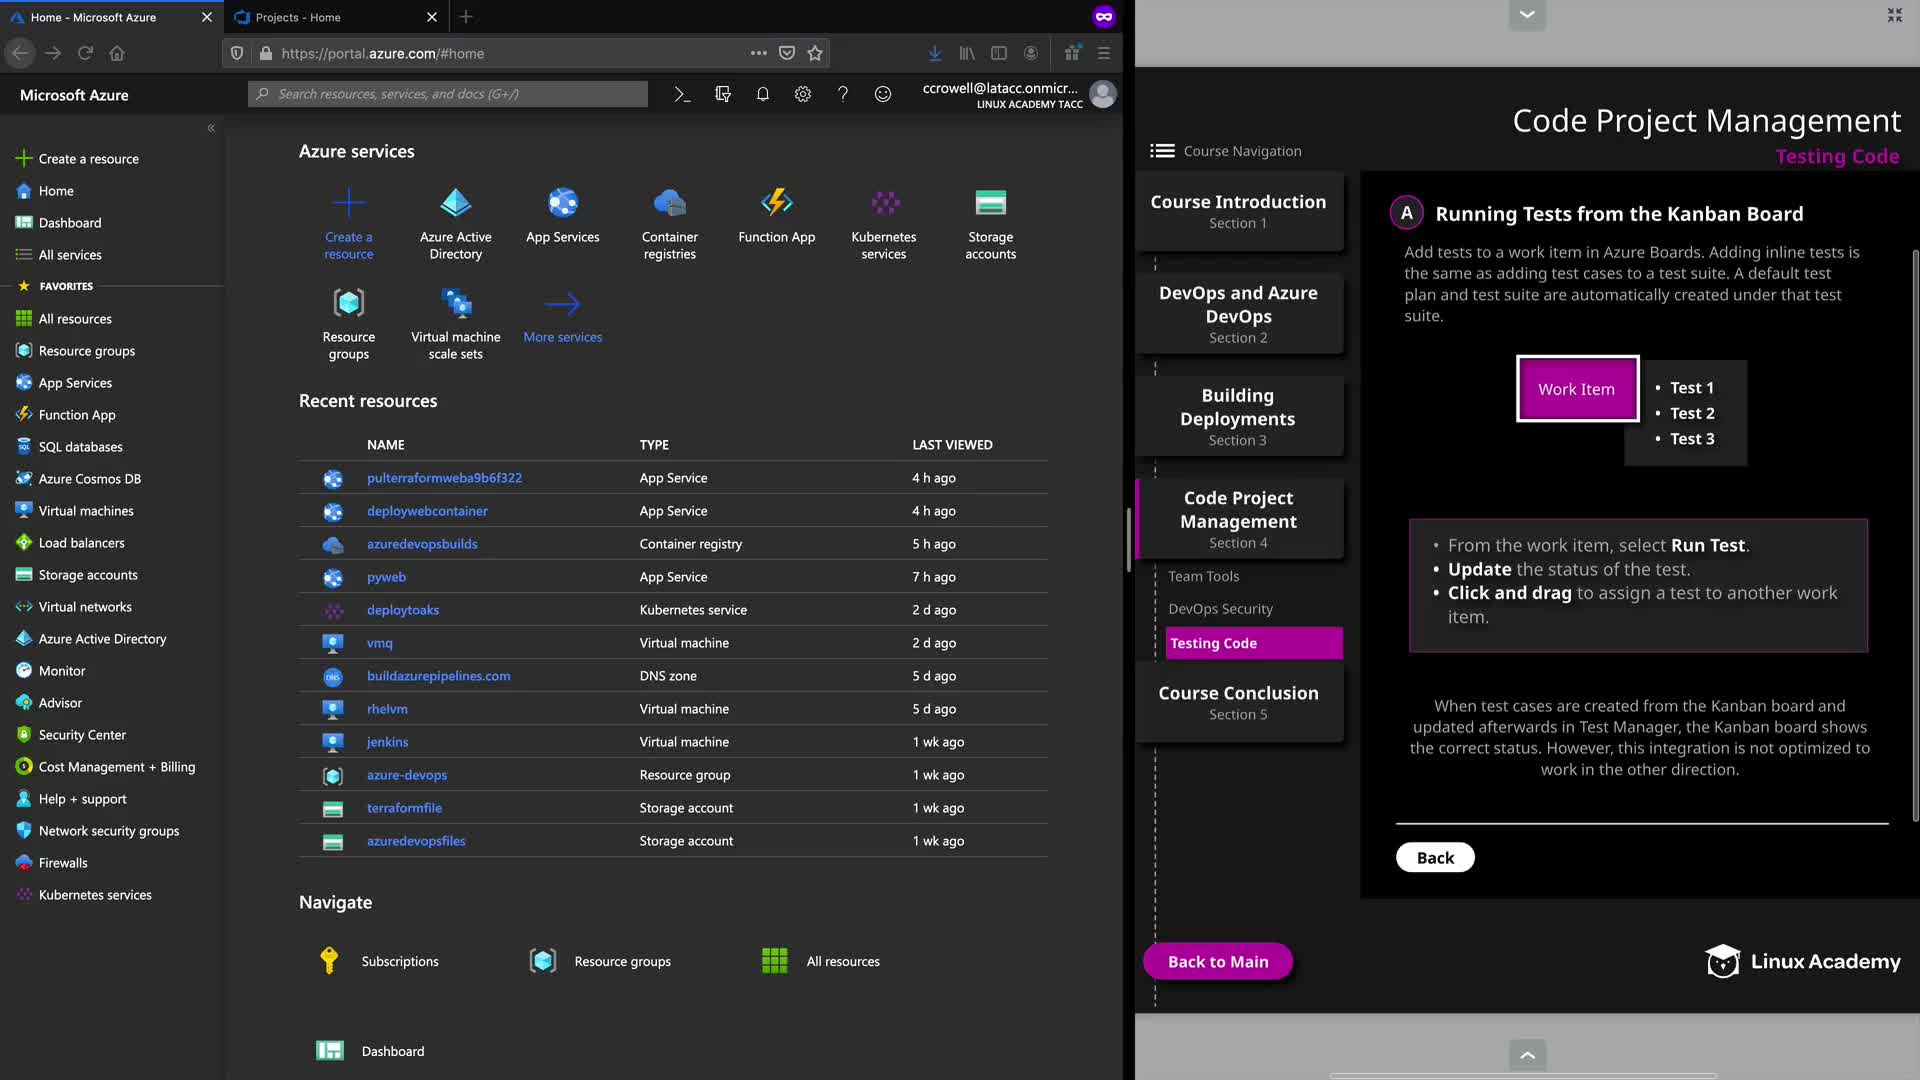 Home - Microsoft Azure
Projects - Home
https://portal.azure.com/#home
Microsoft Azure
Search resources, services, and docs (G+/)
ccrowell@latacc.onmicr...
LINUX ACADEMY TACC
Create a resource
Home
Dashboard
All services
FAVORITES
All resources
Resource groups
App Services
Function App
SQL databases
Azure Cosmos DB
Virtual machines
Load balancers
Storage accounts
Virtual networks
Azure Active Directory
Monitor
Advisor
Security Center
Cost Management + Billing
Help + support
Network security groups
Firewalls
Kubernetes services
Azure services
Create a
resource
Azure Active
Directory
App Services
Container
registries
Function App
Kubernetes
services
Storage
accounts
Resource
groups
Virtual machine
scale sets
More services
Recent resources
NAME TYPE LAST VIEWED
pulterraformweba9b6f322 App Service 4 h ago
deploywebcontainer App Service 4 h ago
azuredevopsbuilds Container registry 5 h ago
pyweb App Service 7 h ago
deploytoaks Kubernetes service 2 d ago
vmq Virtual machine 2 d ago
DNS buildazurepipelines.com DNS zone 5 d ago
rhelvm Virtual machine 5 d ago
jenkins Virtual machine 1 wk ago
azure-devops Resource group 1 wk ago
terraformfile Storage account 1 wk ago
azuredevopsfiles Storage account 1 wk ago
Navigate
Subscriptions
Resource groups
All resources
Dashboard
Code Project Management
Testing Code
Course Navigation
Course Introduction
Section 1
DevOps and Azure
DevOps
Section 2
Building
Deployments
Section 3
Code Project
Management
Section 4
Team Tools
DevOps Security
Testing Code
Course Conclusion
Section 5
Back to Main
A Running Tests from the Kanban Board
Add tests to a work item in Azure Boards. Adding inline tests is
the same as adding test cases to a test suite. A default test
plan and test suite are automatically created under that test
suite.
Work Item
• Test 1
• Test 2
• Test 3
• From the work item, select Run Test.
• Update the status of the test.
• Click and drag to assign a test to another work
item.
When test cases are created from the Kanban board and
updated afterwards in Test Manager, the Kanban board shows
the correct status. However, this integration is not optimized to
work in the other direction.
Back
Linux Academy